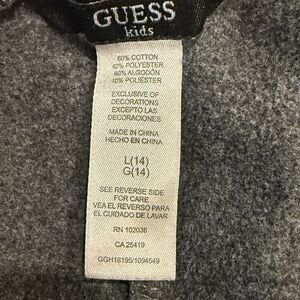 GUESS
kids
60% COTTON
40% POLYESTER
60% ALGODÓN
40% POLIÉSTER
EXCLUSIVE OF
DECORATIONS
EXCEPTO LAS
DECORACIONES
MADE IN CHINA
HECHO EN CHINA
L(14)
G(14)
SEE REVERSE SIDE
FOR CARE
VEA EL REVERSO PARA
EL CUIDADO DE LAVAR
RN 102036
CA 25419
GGH18195/1094549